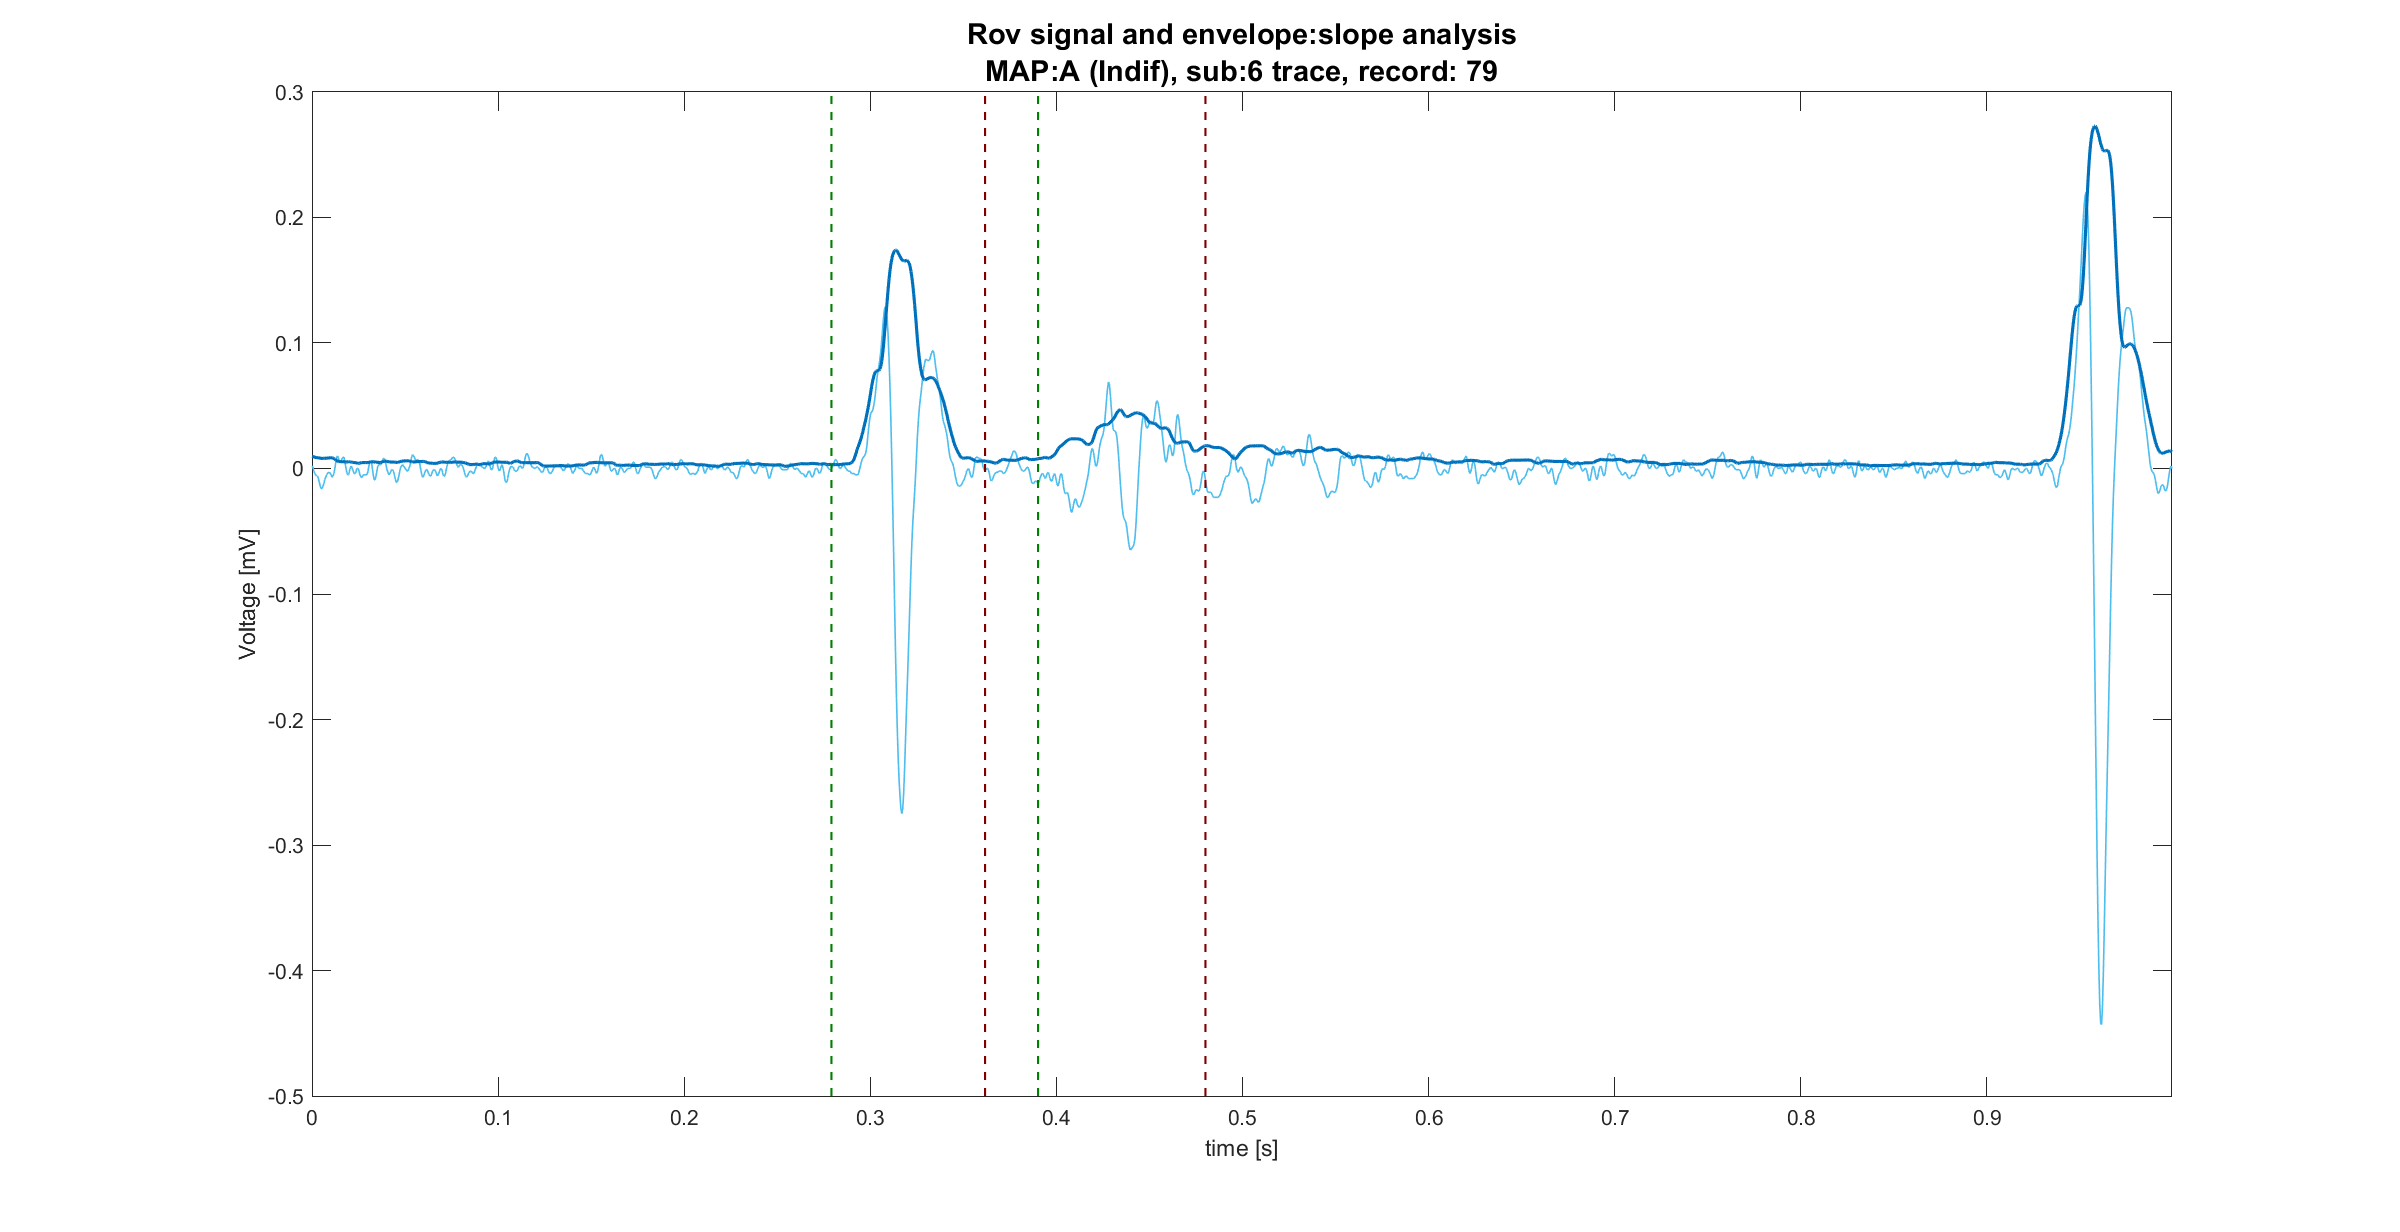 Rov signal and envelope:slope analysis
MAP:A (Indif), sub:6 trace, record: 79
0.3
0.2
0.1
0
-0.1
-0.2
-0.3
-0.4
-0.5
Voltage [mV]
0 0.1 0.2 0.3 0.4 0.5 0.6 0.7 0.8 0.9
time [s]